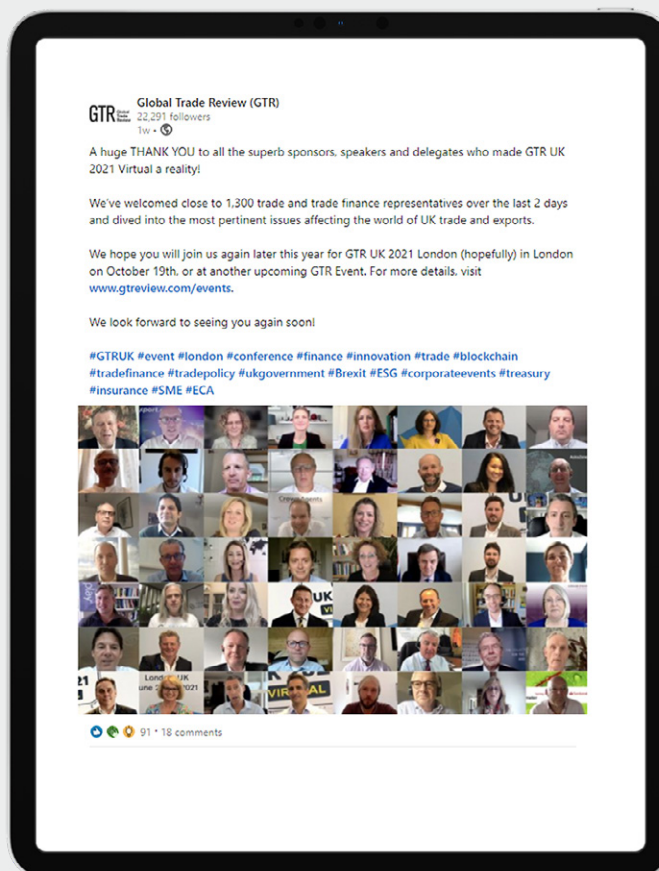 GTR Global Trade Review
Global Trade Review (GTR)
22,291 followers
1w •
A huge THANK YOU to all the superb sponsors, speakers and delegates who made GTR UK
2021 Virtual a reality!
We've welcomed close to 1,300 trade and trade finance representatives over the last 2 days
and dived into the most pertinent issues affecting the world of UK trade and exports.
We hope you will join us again later this year for GTR UK 2021 London (hopefully) in London
on October 19th, or at another upcoming GTR Event. For more details, visit
www.gtreview.com/events.
We look forward to seeing you again soon!
#GTRUK #event #london #conference #finance #innovation #trade #blockchain
#tradefinance #tradepolicy #ukgovernment #Brexit #ESG #corporateevents #treasury
#insurance #SME #ECA
UK
London UK
2021
VIRTUAL
91 • 18 comments